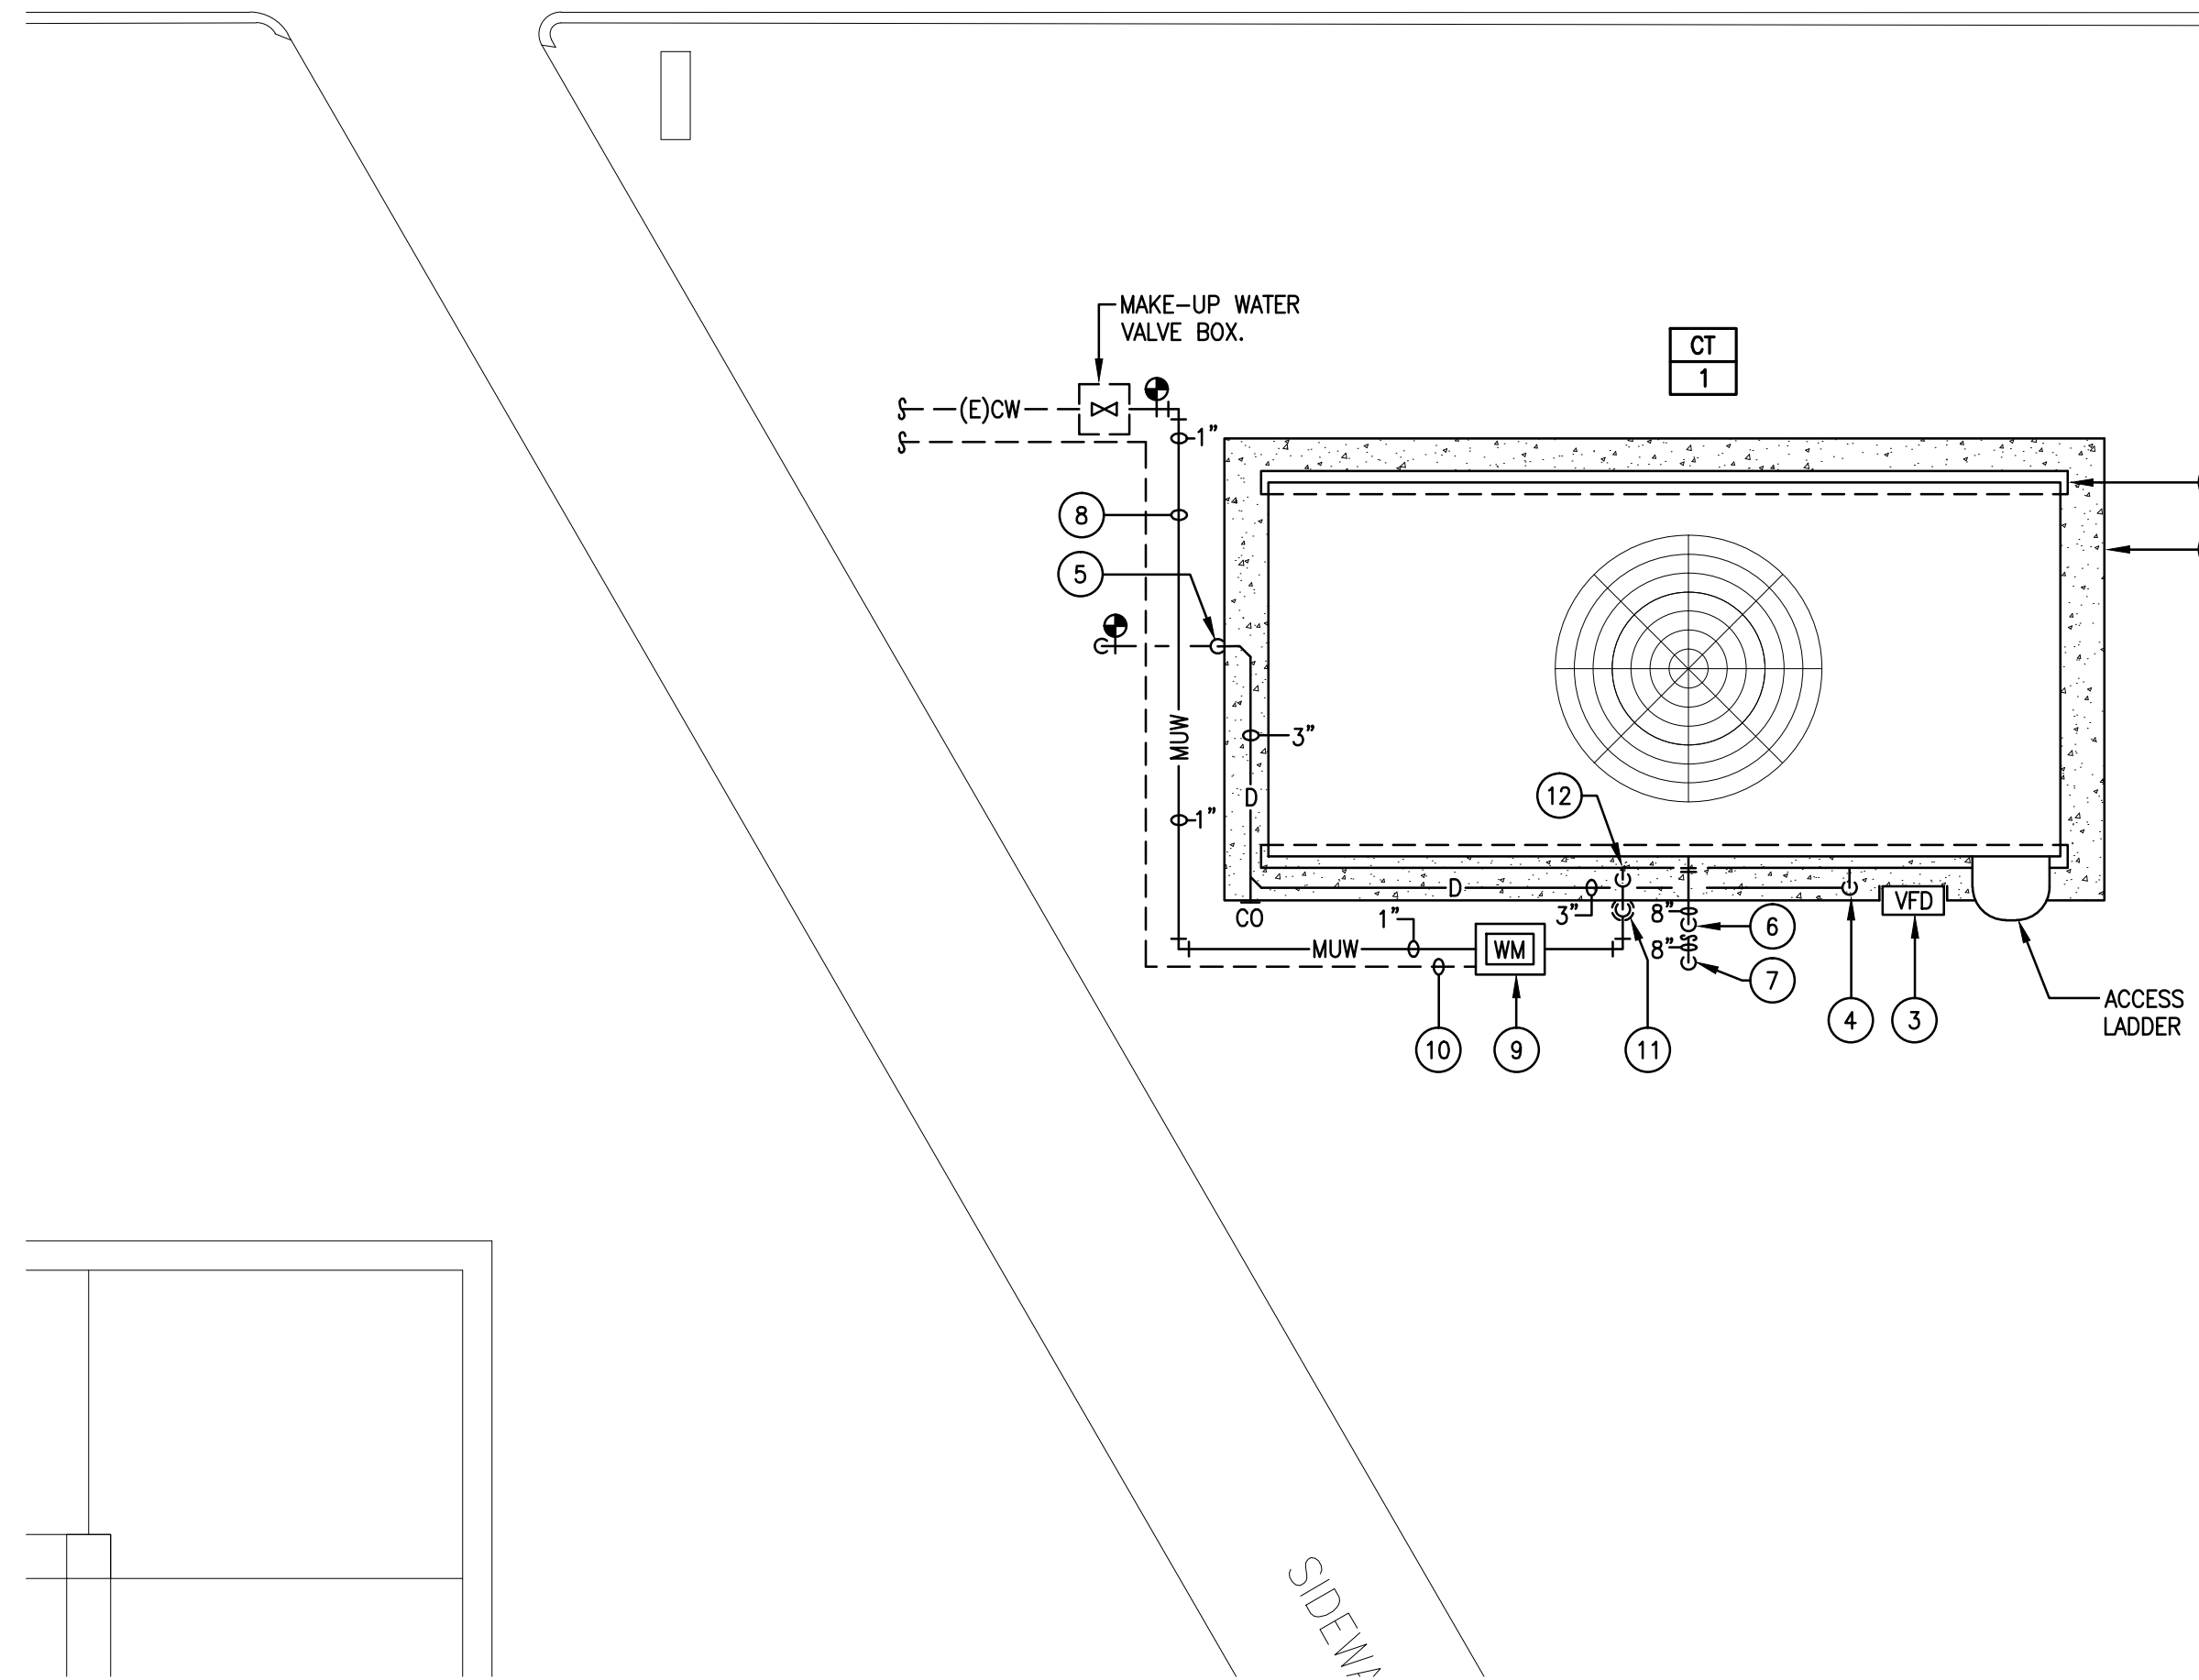 MAKE-UP WATER
VALVE BOX.
CT
1
(E)CW
1"
8
5
MUW
3"
D
1"
12
D
CO
3"
1"
8"
VFD
6
MUW
WM
8"
7
ACCESS
LADDER
4
3
10
9
11